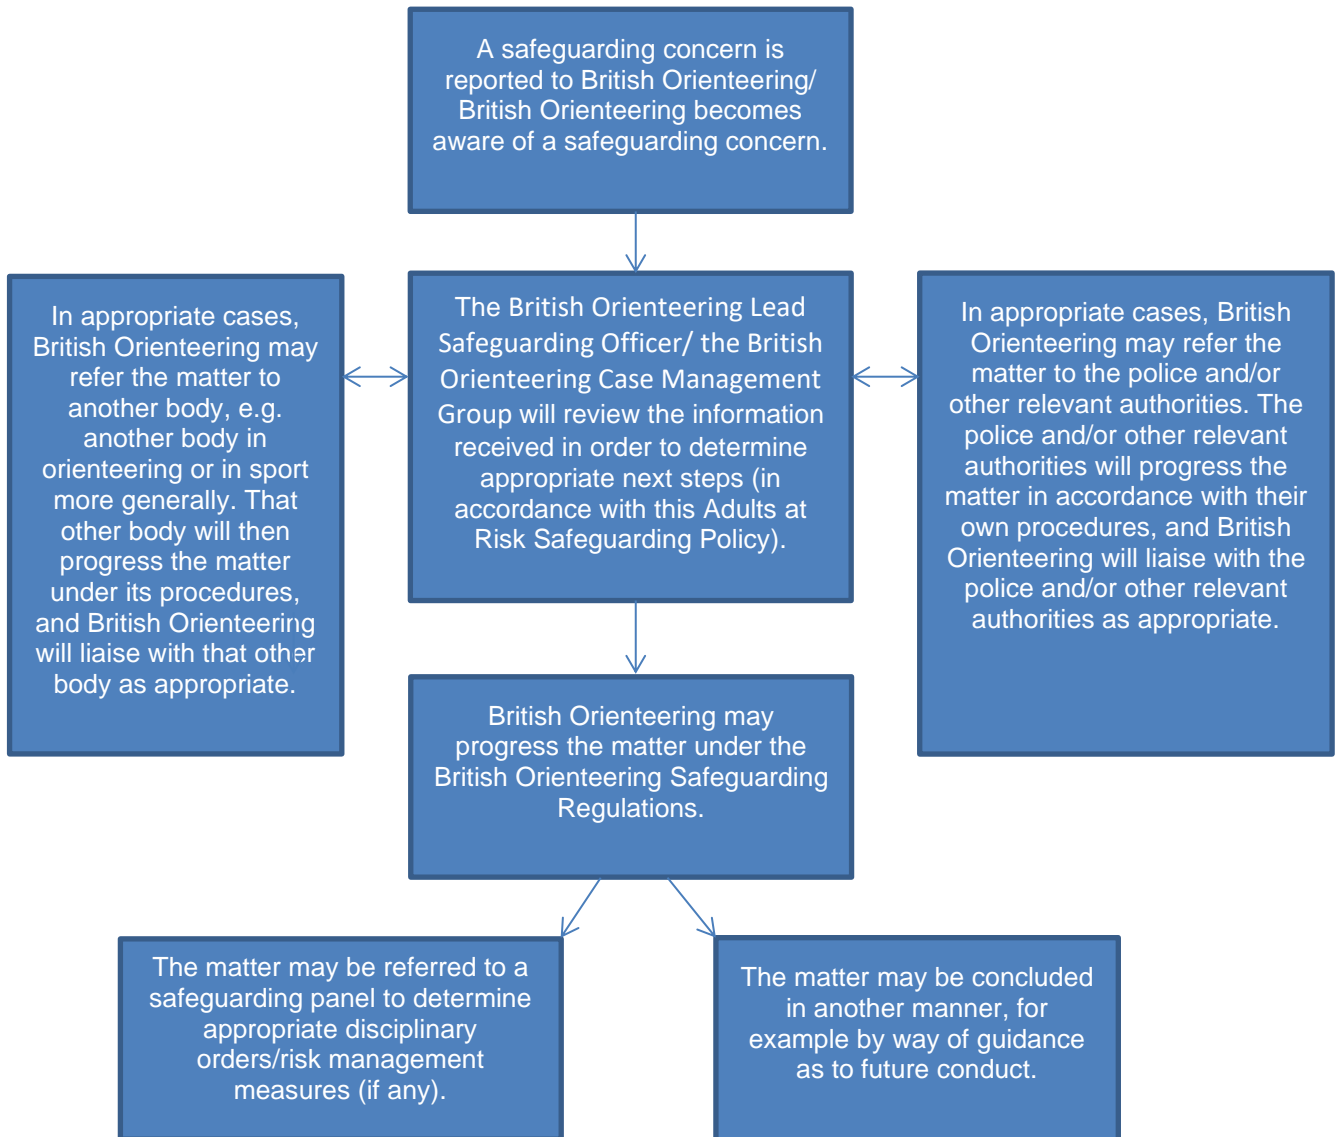 A safeguarding concern is
reported to British Orienteering/
British Orienteering becomes
aware of a safeguarding concern.
In appropriate cases,
British Orienteering may
refer the matter to
another body, e.g.
another body in
orienteering or in sport
more generally. That
other body will then
progress the matter
under its procedures,
and British Orienteering
will liaise with that other
body as appropriate.
The British Orienteering Lead
Safeguarding Officer/ the British
Orienteering Case Management
Group will review the information
received in order to determine
appropriate next steps (in
accordance with this Adults at
Risk Safeguarding Policy).
In appropriate cases, British
Orienteering may refer the
matter to the police and/or
other relevant authorities. The
police and/or other relevant
authorities will progress the
matter in accordance with their
own procedures, and British
Orienteering will liaise with the
police and/or other relevant
authorities as appropriate.
British Orienteering may
progress the matter under the
British Orienteering Safeguarding
Regulations.
The matter may be referred to a
safeguarding panel to determine
appropriate disciplinary
orders/risk management
measures (if any).
The matter may be concluded
in another manner, for
example by way of guidance
as to future conduct.